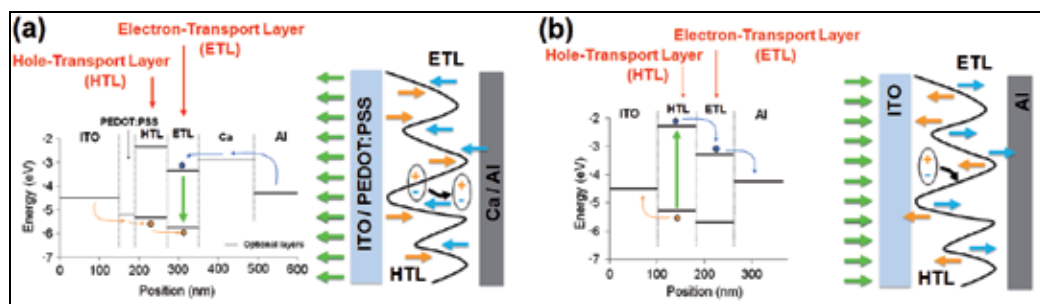 (a)
Electron-Transport Layer
(ETL)
Hole-Transport Layer
(HTL)
PEDOT:PSS
ITO
HTL
ETL
Ca
Al
-1
-2
-3
-4
-5
-6
-7
Energy (eV)
Optional layers
0
100
200
300
400
500
600
Position (nm)
ITO / PEDOT:PSS
ETL
HTL
+
-
+
-
Ca / Al
(b)
Electron-Transport Layer
(ETL)
Hole-Transport Layer
(HTL)
ITO
HTL
ETL
Al
-2
-3
-4
-5
-6
-7
Energy (eV)
0
100
200
300
Position (nm)
ITO
ETL
HTL
+
-
Al